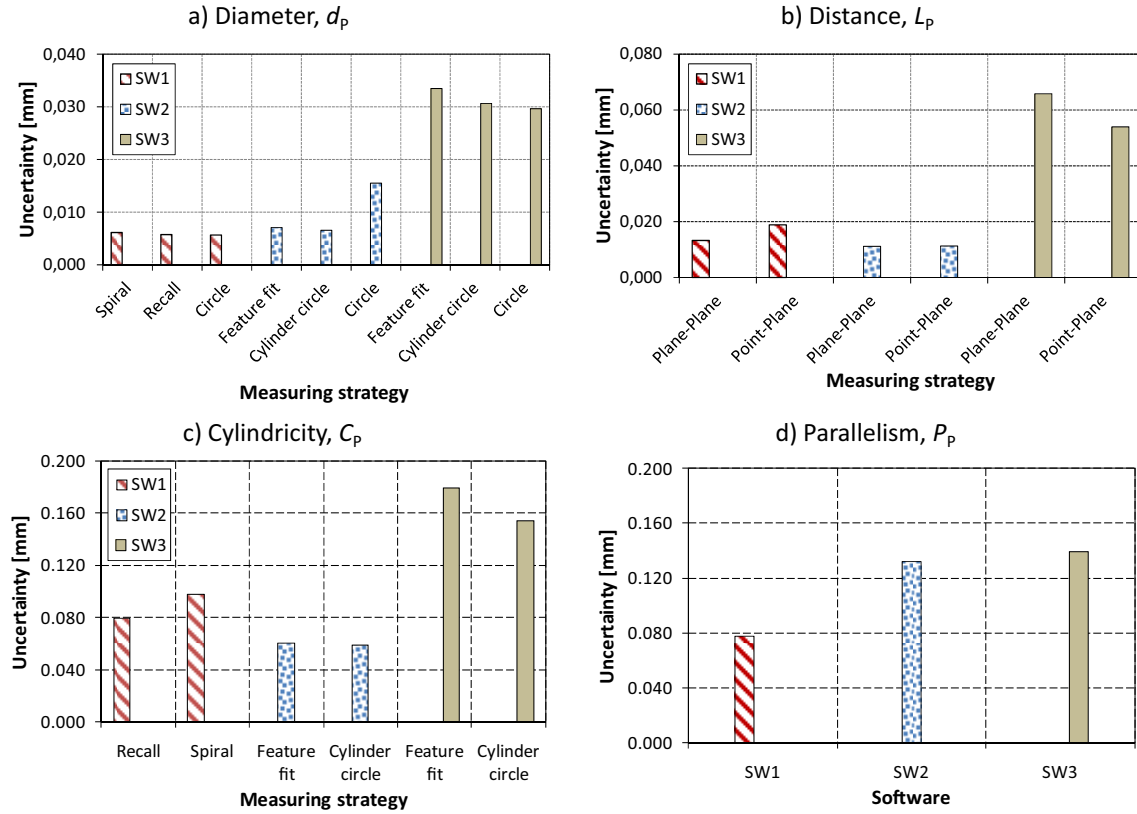 a) Diameter, dP
Uncertainty [mm]
0,040
0,030
0,020
0,010
0,000
SW1
SW2
SW3
Spiral
Recall
Circle
Feature fit
Cylinder circle
Circle
Feature fit
Cylinder circle
Circle
Measuring strategy
b) Distance, LP
Uncertainty [mm]
0,080
0,060
0,040
0,020
0,000
SW1
SW2
SW3
Plane-Plane
Point-Plane
Plane-Plane
Point-Plane
Plane-Plane
Point-Plane
Measuring strategy
c) Cylindricity, CP
Uncertainty [mm]
0.200
0.160
0.120
0.080
0.040
0.000
SW1
SW2
SW3
Recall
Spiral
Feature
fit
Cylinder
circle
Feature
fit
Cylinder
circle
Measuring strategy
d) Parallelism, PP
Uncertainty [mm]
0.200
0.160
0.120
0.080
0.040
0.000
SW1
SW2
SW3
Software